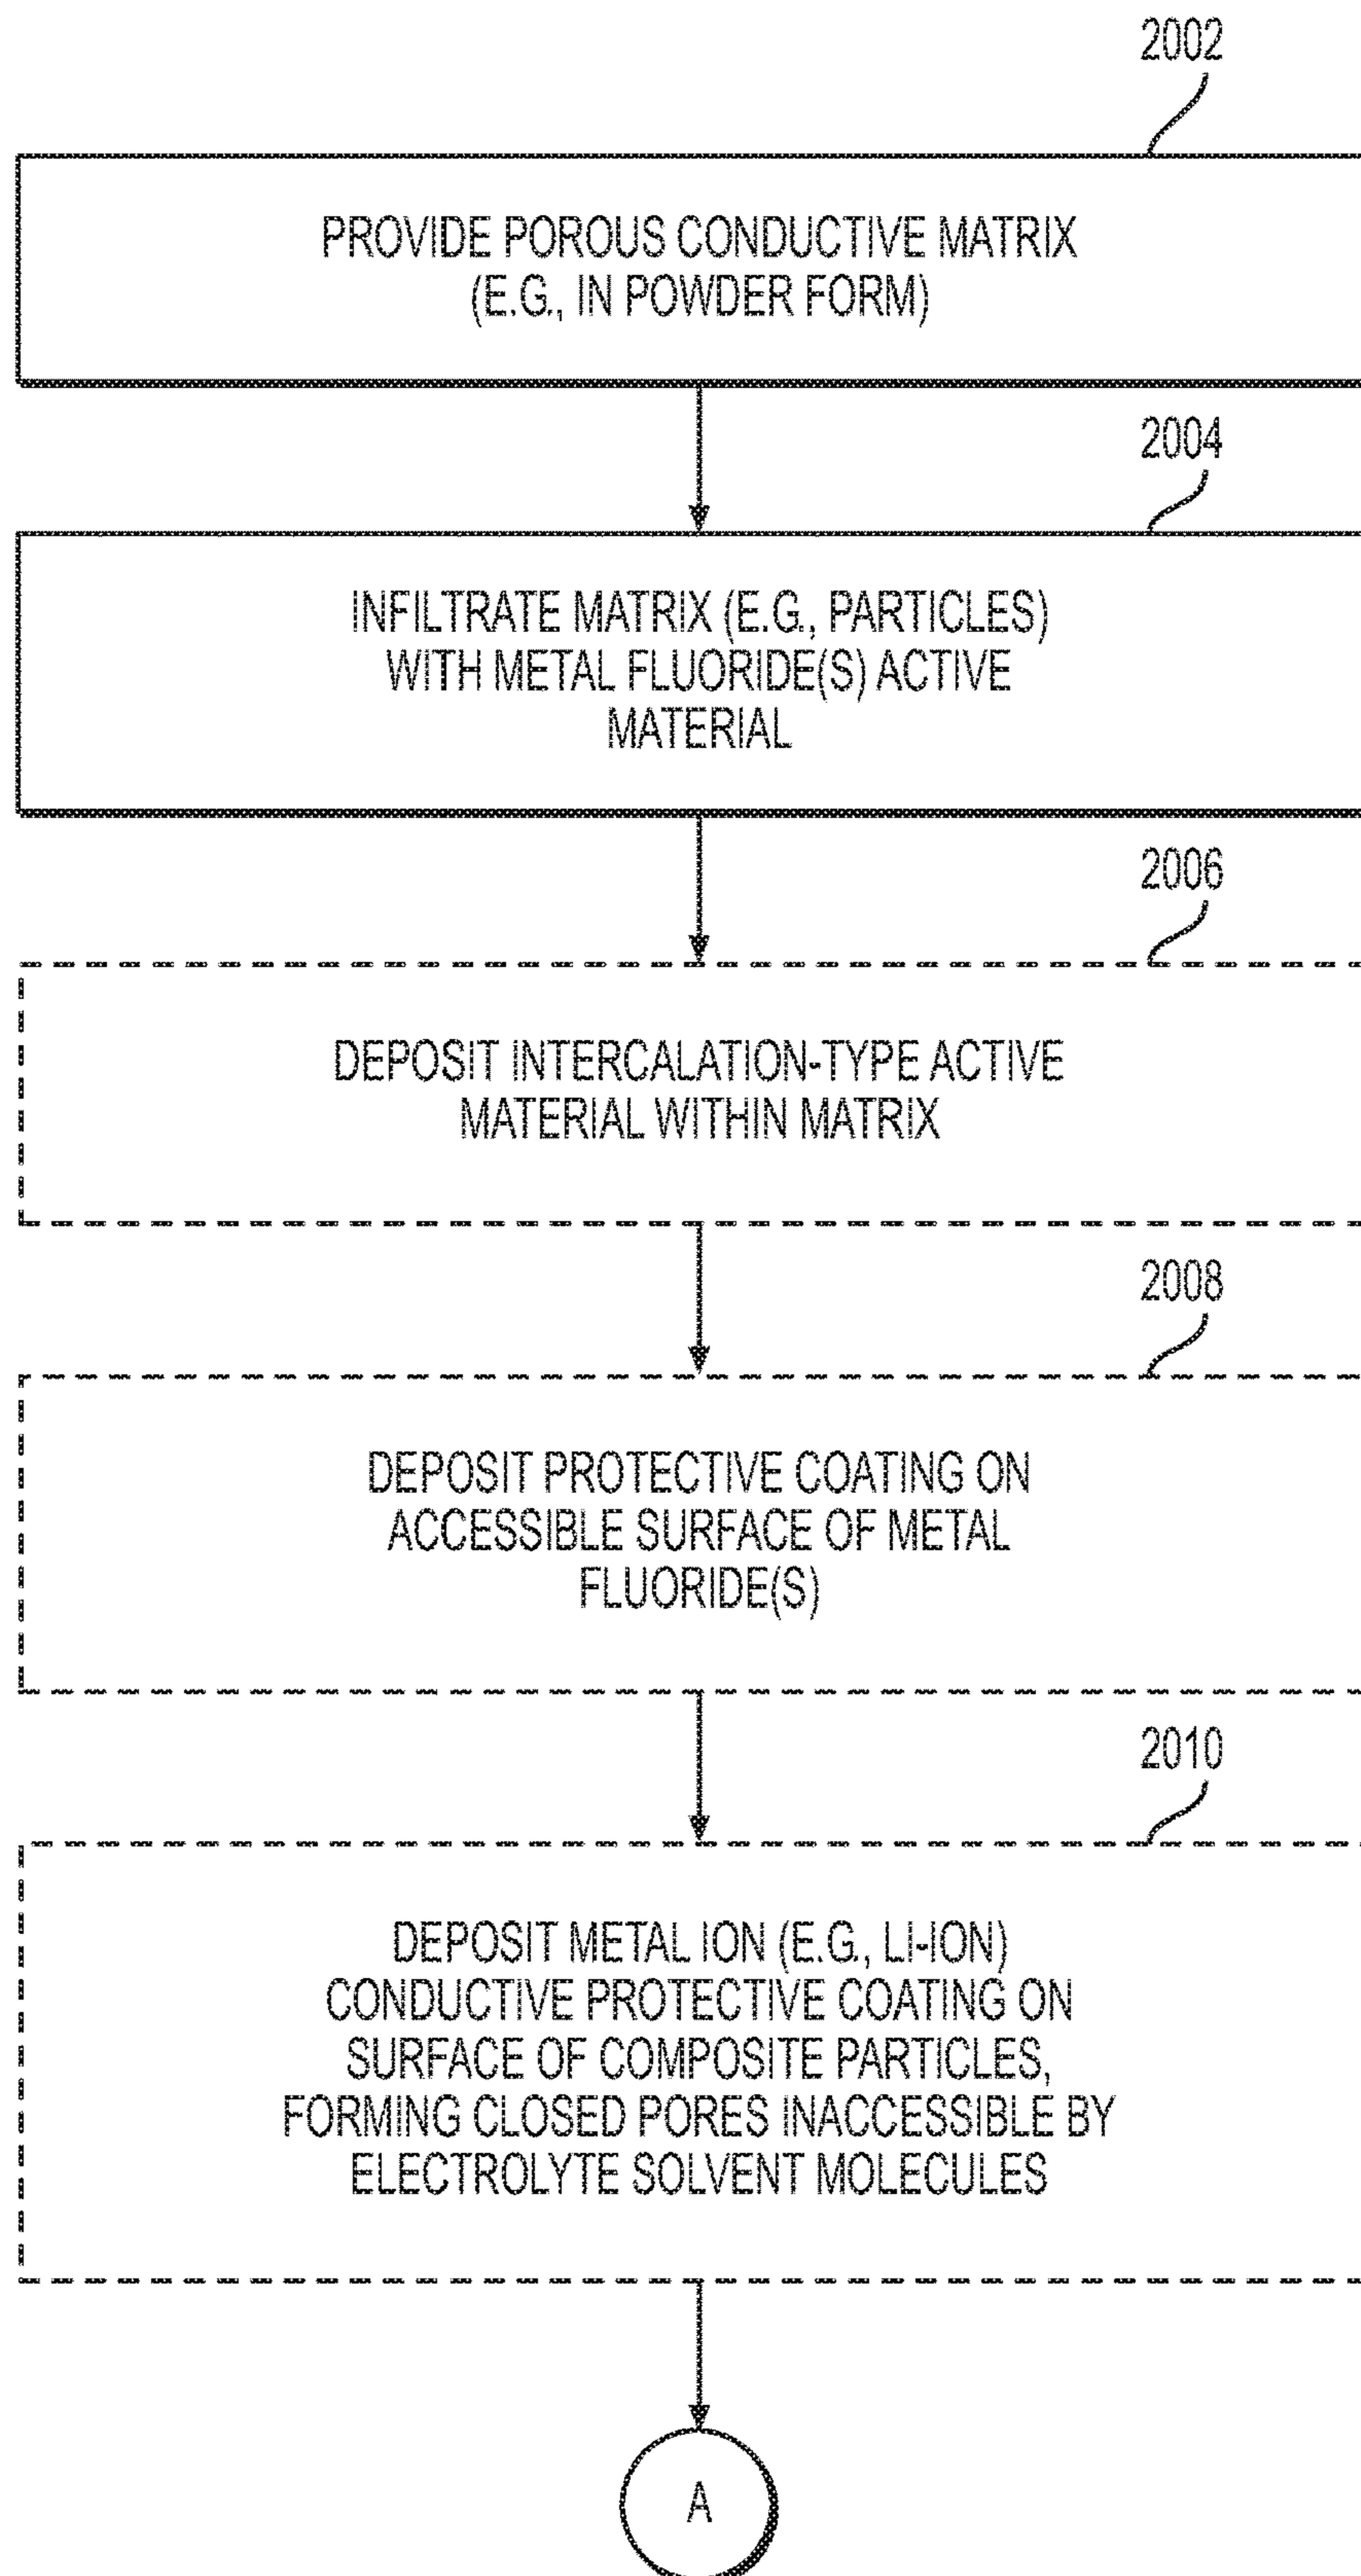 2002
PROVIDE POROUS CONDUCTIVE MATRIX
(E.G., IN POWDER FORM)
2004
INFILTRATE MATRIX (E.G., PARTICLES)
WITH METAL FLUORIDE(S) ACTIVE
MATERIAL
2006
DEPOSIT INTERCALATION-TYPE ACTIVE
MATERIAL WITHIN MATRIX
2008
DEPOSIT PROTECTIVE COATING ON
ACCESSIBLE SURFACE OF METAL
FLUORIDE(S)
2010
DEPOSIT METAL ION (E.G., LI-ION)
CONDUCTIVE PROTECTIVE COATING ON
SURFACE OF COMPOSITE PARTICLES,
FORMING CLOSED PORES INACCESSIBLE BY
ELECTROLYTE SOLVENT MOLECULES
A